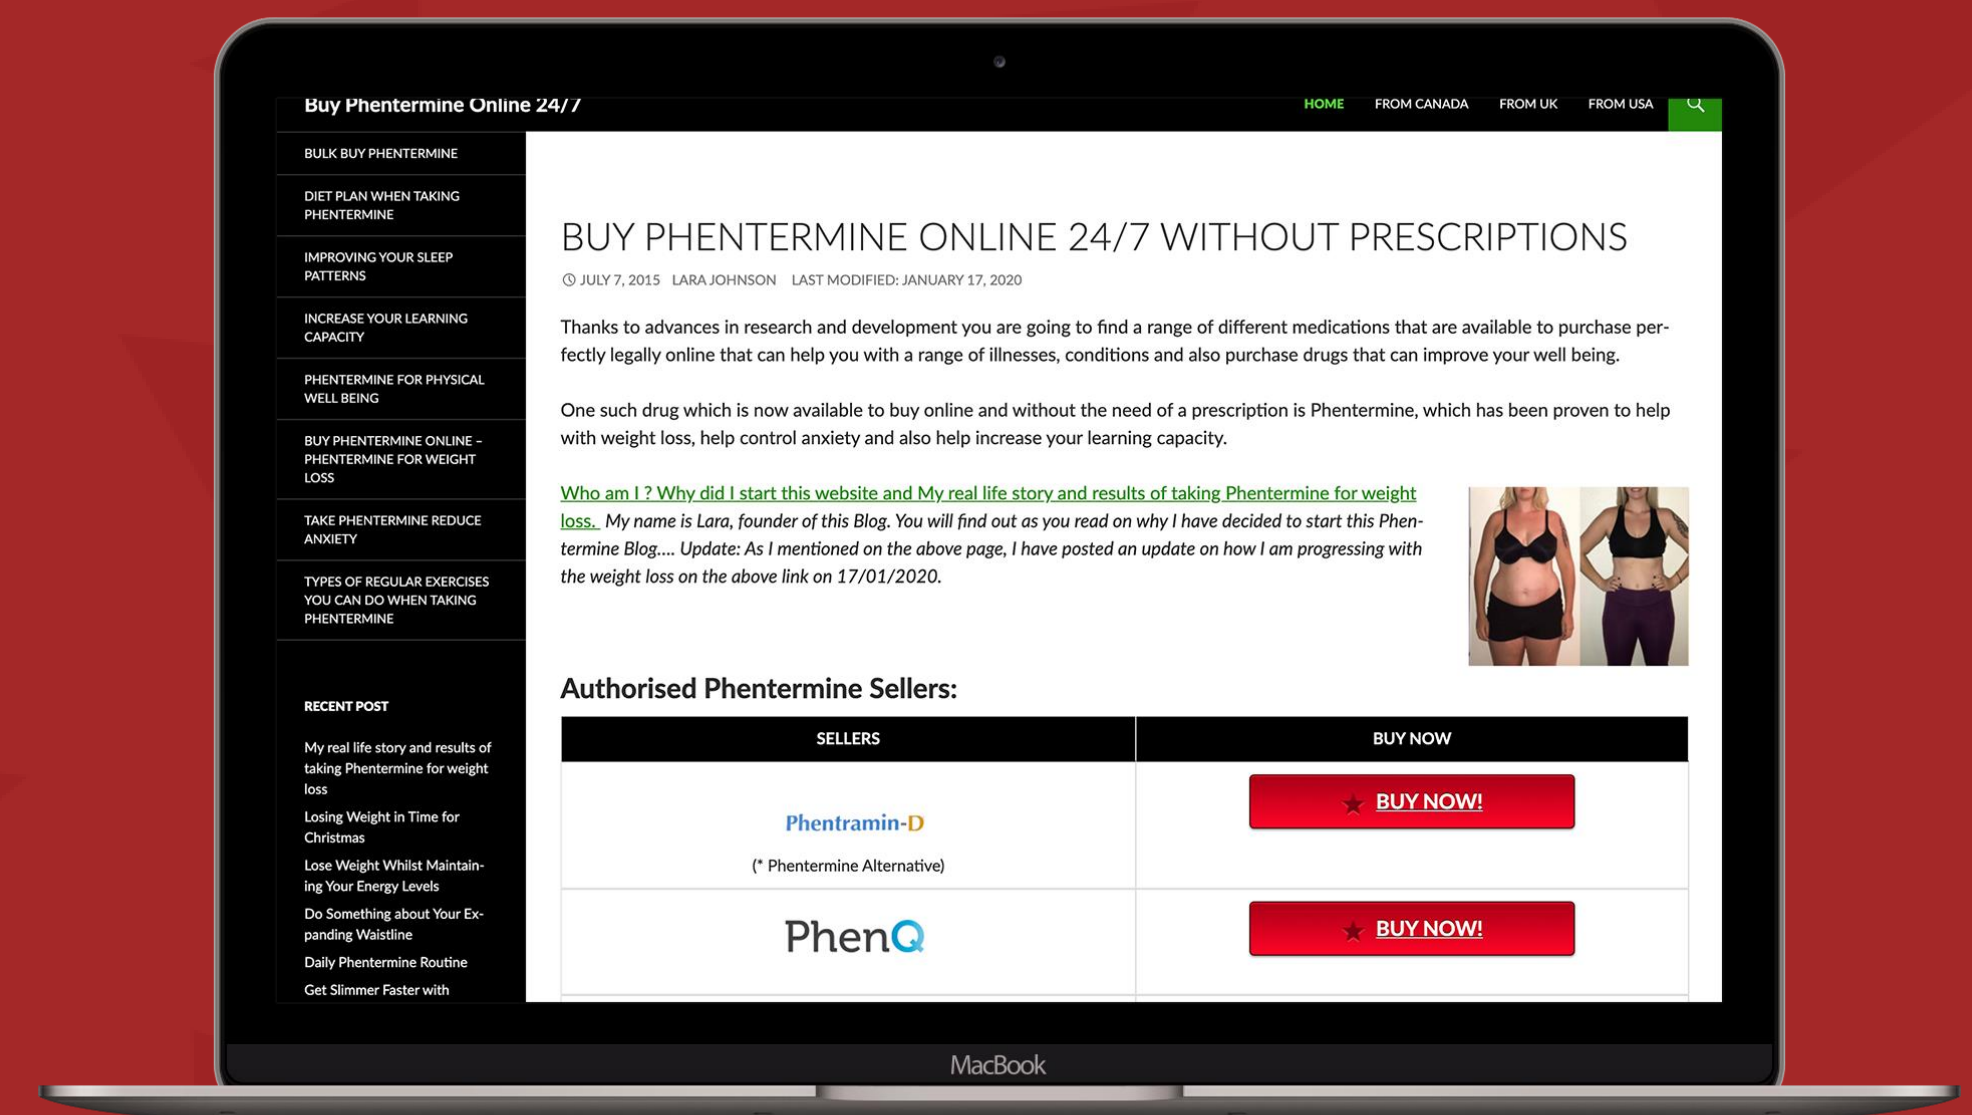 Buy Phentermine Online 24/7
HOME FROM CANADA FROM UK FROM USA
BULK BUY PHENTERMINE
DIET PLAN WHEN TAKING
PHENTERMINE
IMPROVING YOUR SLEEP
PATTERNS
INCREASE YOUR LEARNING
CAPACITY
PHENTERMINE FOR PHYSICAL
WELL BEING
BUY PHENTERMINE ONLINE –
PHENTERMINE FOR WEIGHT
LOSS
TAKE PHENTERMINE REDUCE
ANXIETY
TYPES OF REGULAR EXERCISES
YOU CAN DO WHEN TAKING
PHENTERMINE
RECENT POST
My real life story and results of
taking Phentermine for weight
loss
Losing Weight in Time for
Christmas
Lose Weight Whilst Maintain-
ing Your Energy Levels
Do Something about Your Ex-
panding Waistline
Daily Phentermine Routine
Get Slimmer Faster with
BUY PHENTERMINE ONLINE 24/7 WITHOUT PRESCRIPTIONS
JULY 7, 2015 LARA JOHNSON LAST MODIFIED: JANUARY 17, 2020
Thanks to advances in research and development you are going to find a range of different medications that are available to purchase per-
fectly legally online that can help you with a range of illnesses, conditions and also purchase drugs that can improve your well being.
One such drug which is now available to buy online and without the need of a prescription is Phentermine, which has been proven to help
with weight loss, help control anxiety and also help increase your learning capacity.
Who am I ? Why did I start this website and My real life story and results of taking Phentermine for weight
loss. My name is Lara, founder of this Blog. You will find out as you read on why I have decided to start this Phen-
termine Blog.... Update: As I mentioned on the above page, I have posted an update on how I am progressing with
the weight loss on the above link on 17/01/2020.
Authorised Phentermine Sellers:
SELLERS BUY NOW
Phentramin-D
(* Phentermine Alternative)
BUY NOW!
PhenQ
BUY NOW!
MacBook